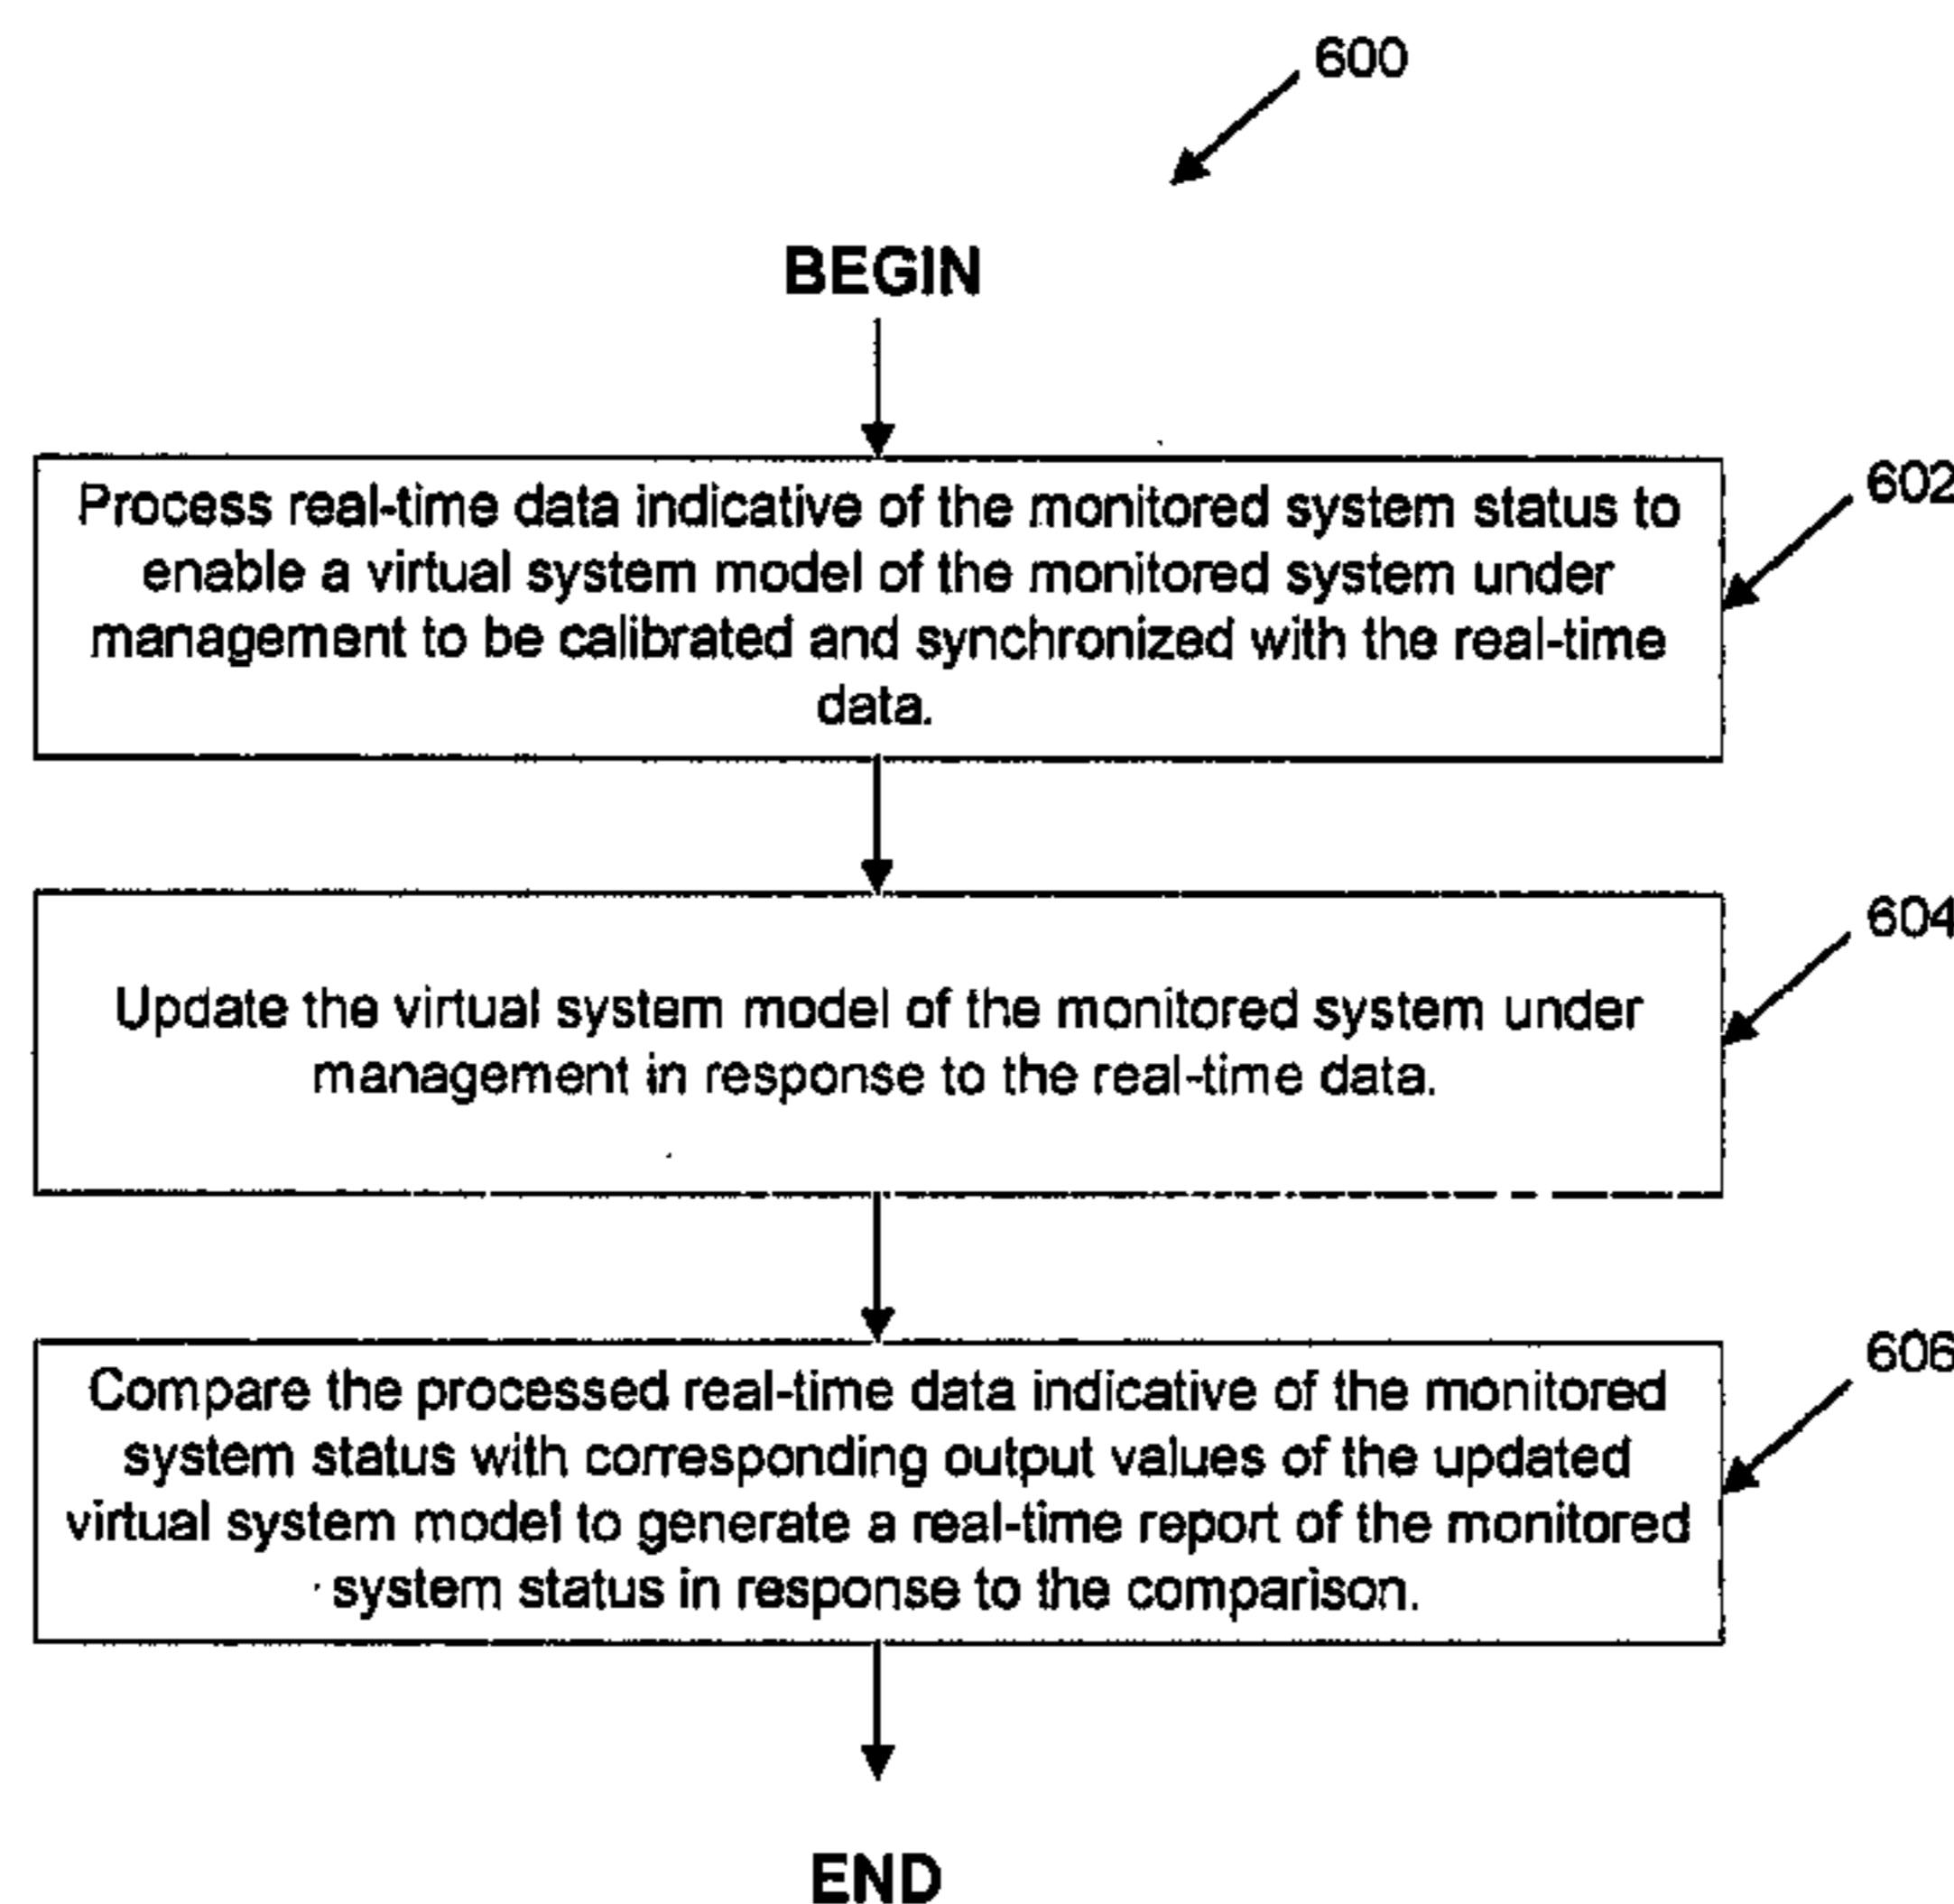 600
BEGIN
Process real-time data indicative of the monitored system status to
enable a virtual system model of the monitored system under
management to be calibrated and synchronized with the real-time
data.
602
Update the virtual system model of the monitored system under
management in response to the real-time data.
604
Compare the processed real-time data indicative of the monitored
system status with corresponding output values of the updated
virtual system model to generate a real-time report of the monitored
system status in response to the comparison.
606
END